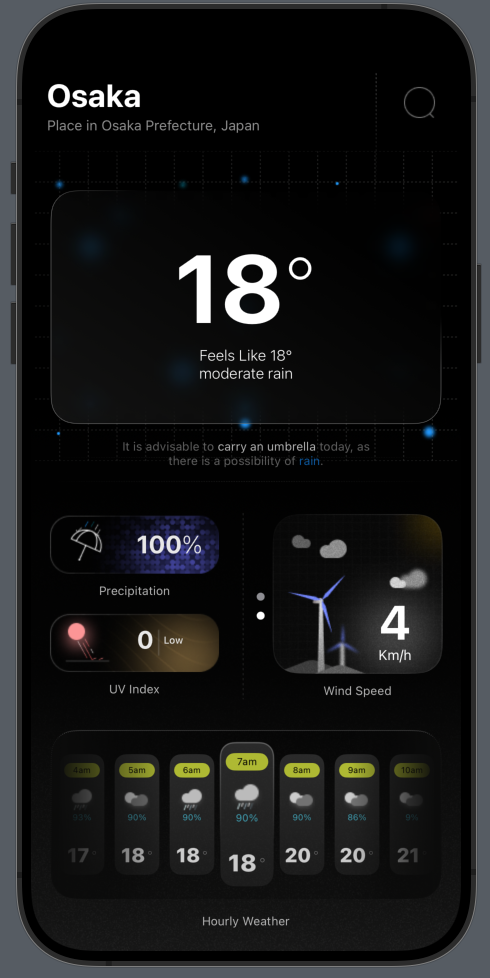 Osaka
Place in Osaka Prefecture, Japan
18°
Feels Like 18°
moderate rain
It is advisable to carry an umbrella today, as
there is a possibility of rain.
100%
Precipitation
0 Low
UV Index
4
Km/h
Wind Speed
4am 5am 6am 7am 8am 9am 10am
90% 90% 90% 90% 86% 9%
17° 18° 18° 18° 20° 20° 21°
Hourly Weather